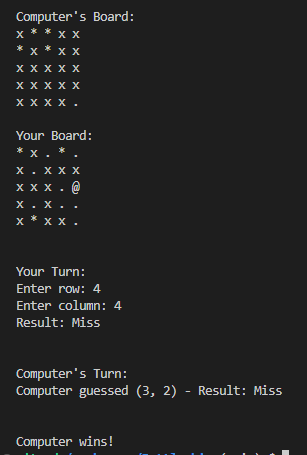 Computer's Board:
x * * x x
* x * x x
x x x x x
x x x x x
x x x x .
Your Board:
* x . * .
x . x x x
x x x . @
x . x . .
x * x x .
Your Turn:
Enter row: 4
Enter column: 4
Result: Miss
Computer's Turn:
Computer guessed (3, 2) - Result: Miss
Computer wins!